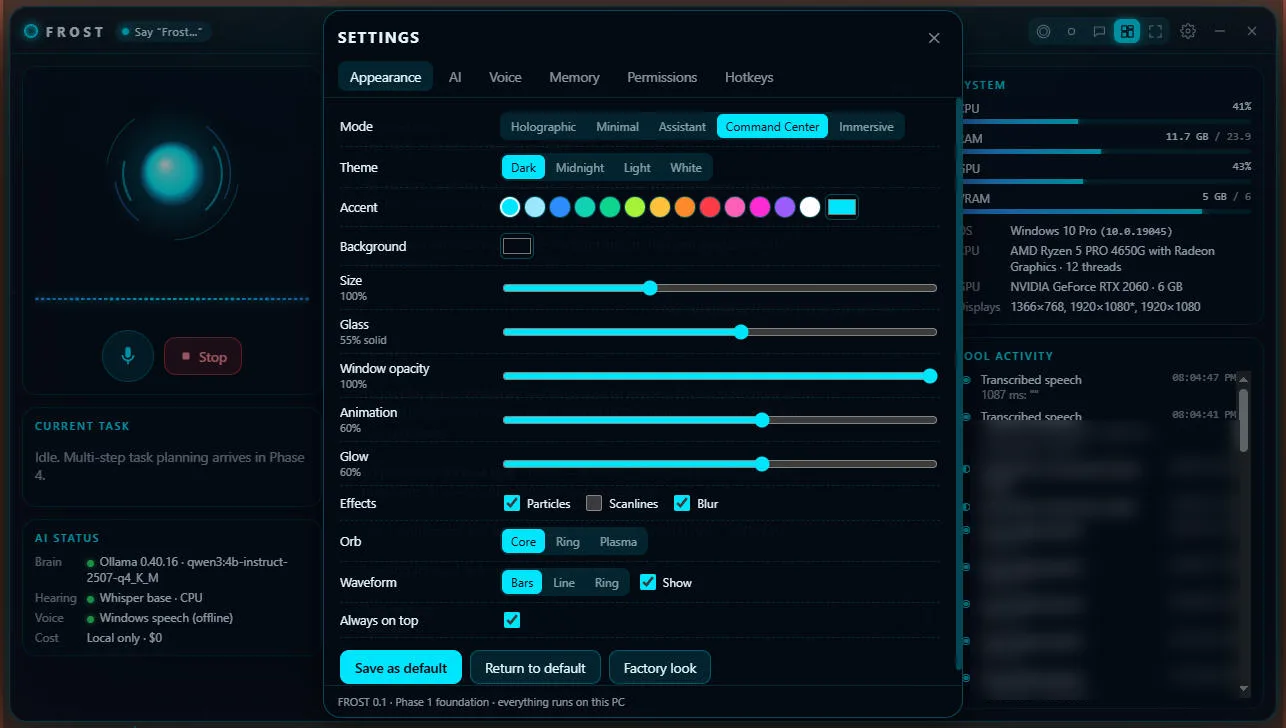 FROST
Say "Frost..."
CURRENT TASK
Idle. Multi-step task planning arrives in Phase
4.
AI STATUS
Brain Ollama 0.40.16 · qwen3:4b-instruct-
2507-q4_K_M
Hearing Whisper base · CPU
Voice Windows speech (offline)
Cost Local only · $0
Stop
SETTINGS
Appearance AI Voice Memory Permissions Hotkeys
Mode Holographic Minimal Assistant Command Center Immersive
Theme Dark Midnight Light White
Accent
Background
Size
100%
Glass
55% solid
Window opacity
100%
Animation
60%
Glow
60%
Effects Particles Scanlines Blur
Orb Core Ring Plasma
Waveform Bars Line Ring Show
Always on top
Save as default Return to default Factory look
FROST 0.1 · Phase 1 foundation · everything runs on this PC
YSTEM
PU 41%
AM 11.7 GB / 23.9
PU 43%
RAM 5 GB / 6
OS Windows 10 Pro (10.0.19045)
PU AMD Ryzen 5 PRO 4650G with Radeon
Graphics · 12 threads
PU NVIDIA GeForce RTX 2060 · 6 GB
isplays 1366×768, 1920×1080*, 1920×1080
OOL ACTIVITY
Transcribed speech 08:04:47 PM
1087 ms: ""
Transcribed speech 08:04:41 PM